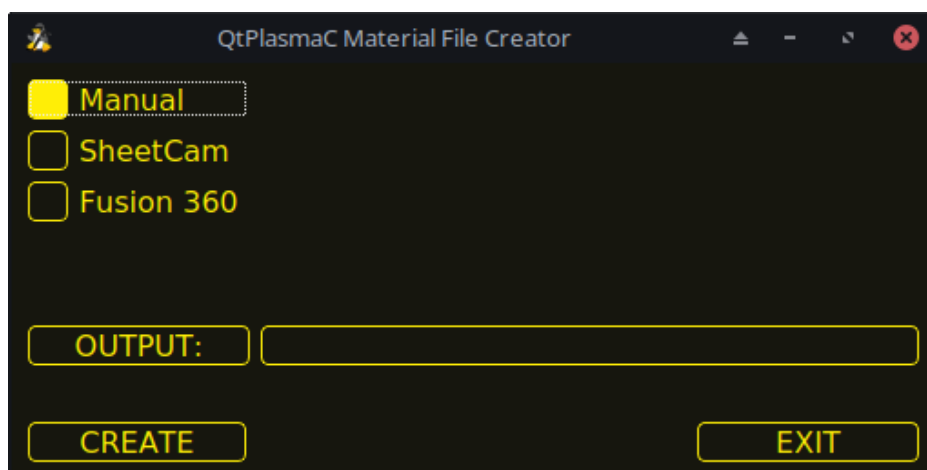 QtPlasmaC Material File Creator
Manual
SheetCam
Fusion 360
OUTPUT:
CREATE
EXIT